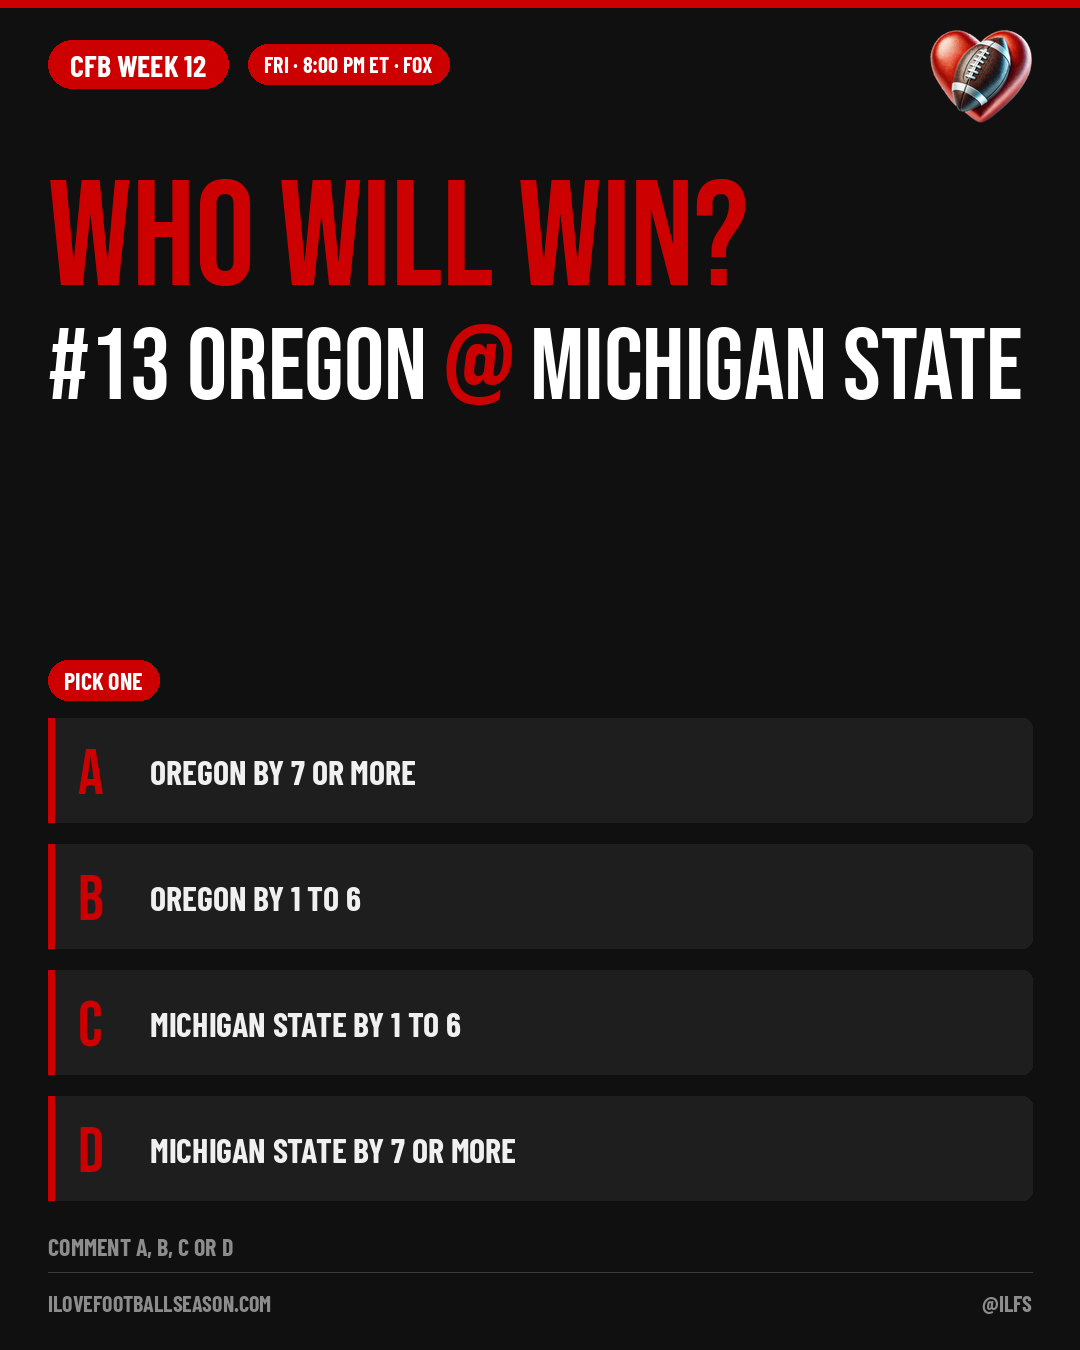 CFB WEEK 12
FRI · 8:00 PM ET · FOX
WHO WILL WIN?
#13 OREGON @ MICHIGAN STATE
PICK ONE
A OREGON BY 7 OR MORE
B OREGON BY 1 TO 6
C MICHIGAN STATE BY 1 TO 6
D MICHIGAN STATE BY 7 OR MORE
COMMENT A, B, C OR D
ILOVEFOOTBALLSEASON.COM
@ILFS